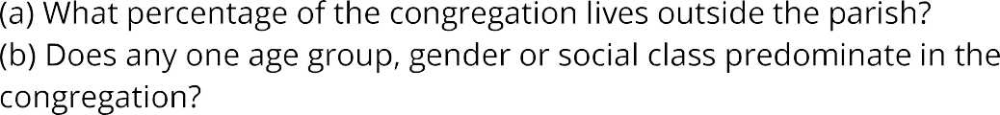 (a) What percentage of the congregation lives outside the parish?
(b) Does any one age group, gender or social class predominate in the
congregation?